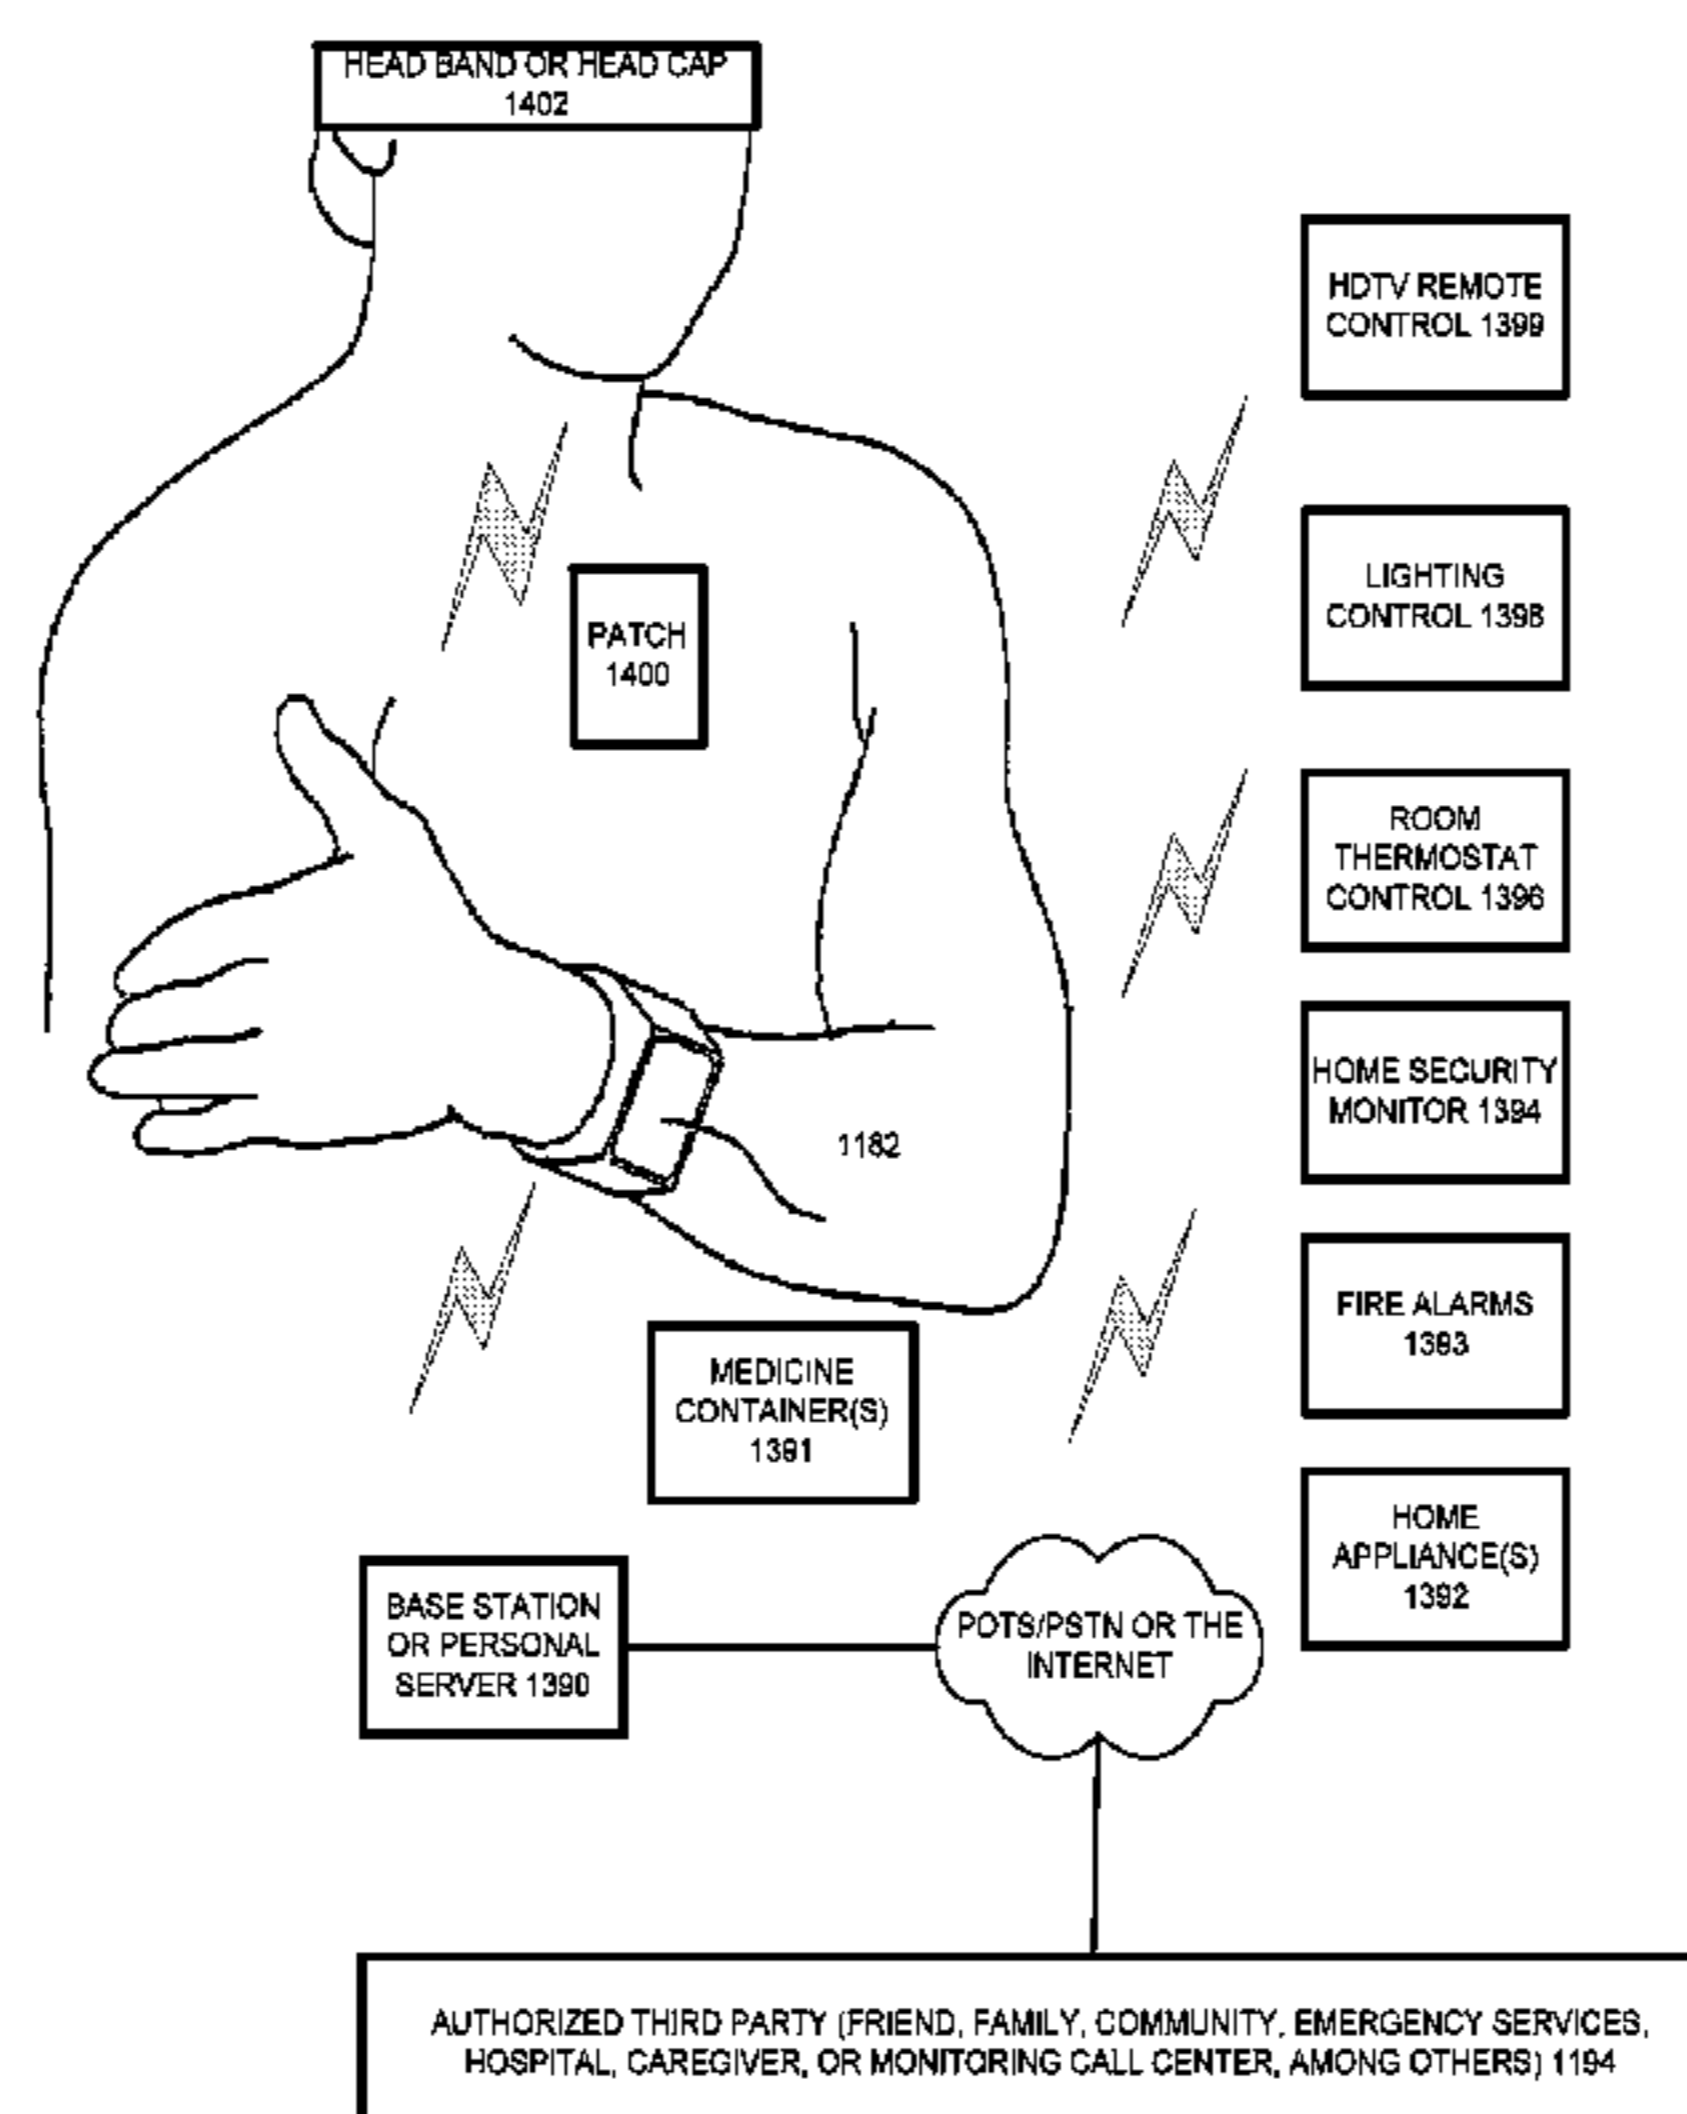 HEAD BAND OR HEAD CAP
1402
HDTV REMOTE
CONTROL 1399
LIGHTING
CONTROL 1398
PATCH
1400
ROOM
THERMOSTAT
CONTROL 1396
HOME SECURITY
MONITOR 1394
1182
FIRE ALARMS
1393
MEDICINE
CONTAINER(S)
1391
HOME
APPLIANCE(S)
1392
BASE STATION
OR PERSONAL
SERVER 1390
POTS/PSTN OR THE
INTERNET
AUTHORIZED THIRD PARTY (FRIEND, FAMILY, COMMUNITY, EMERGENCY SERVICES,
HOSPITAL, CAREGIVER, OR MONITORING CALL CENTER, AMONG OTHERS) 1194